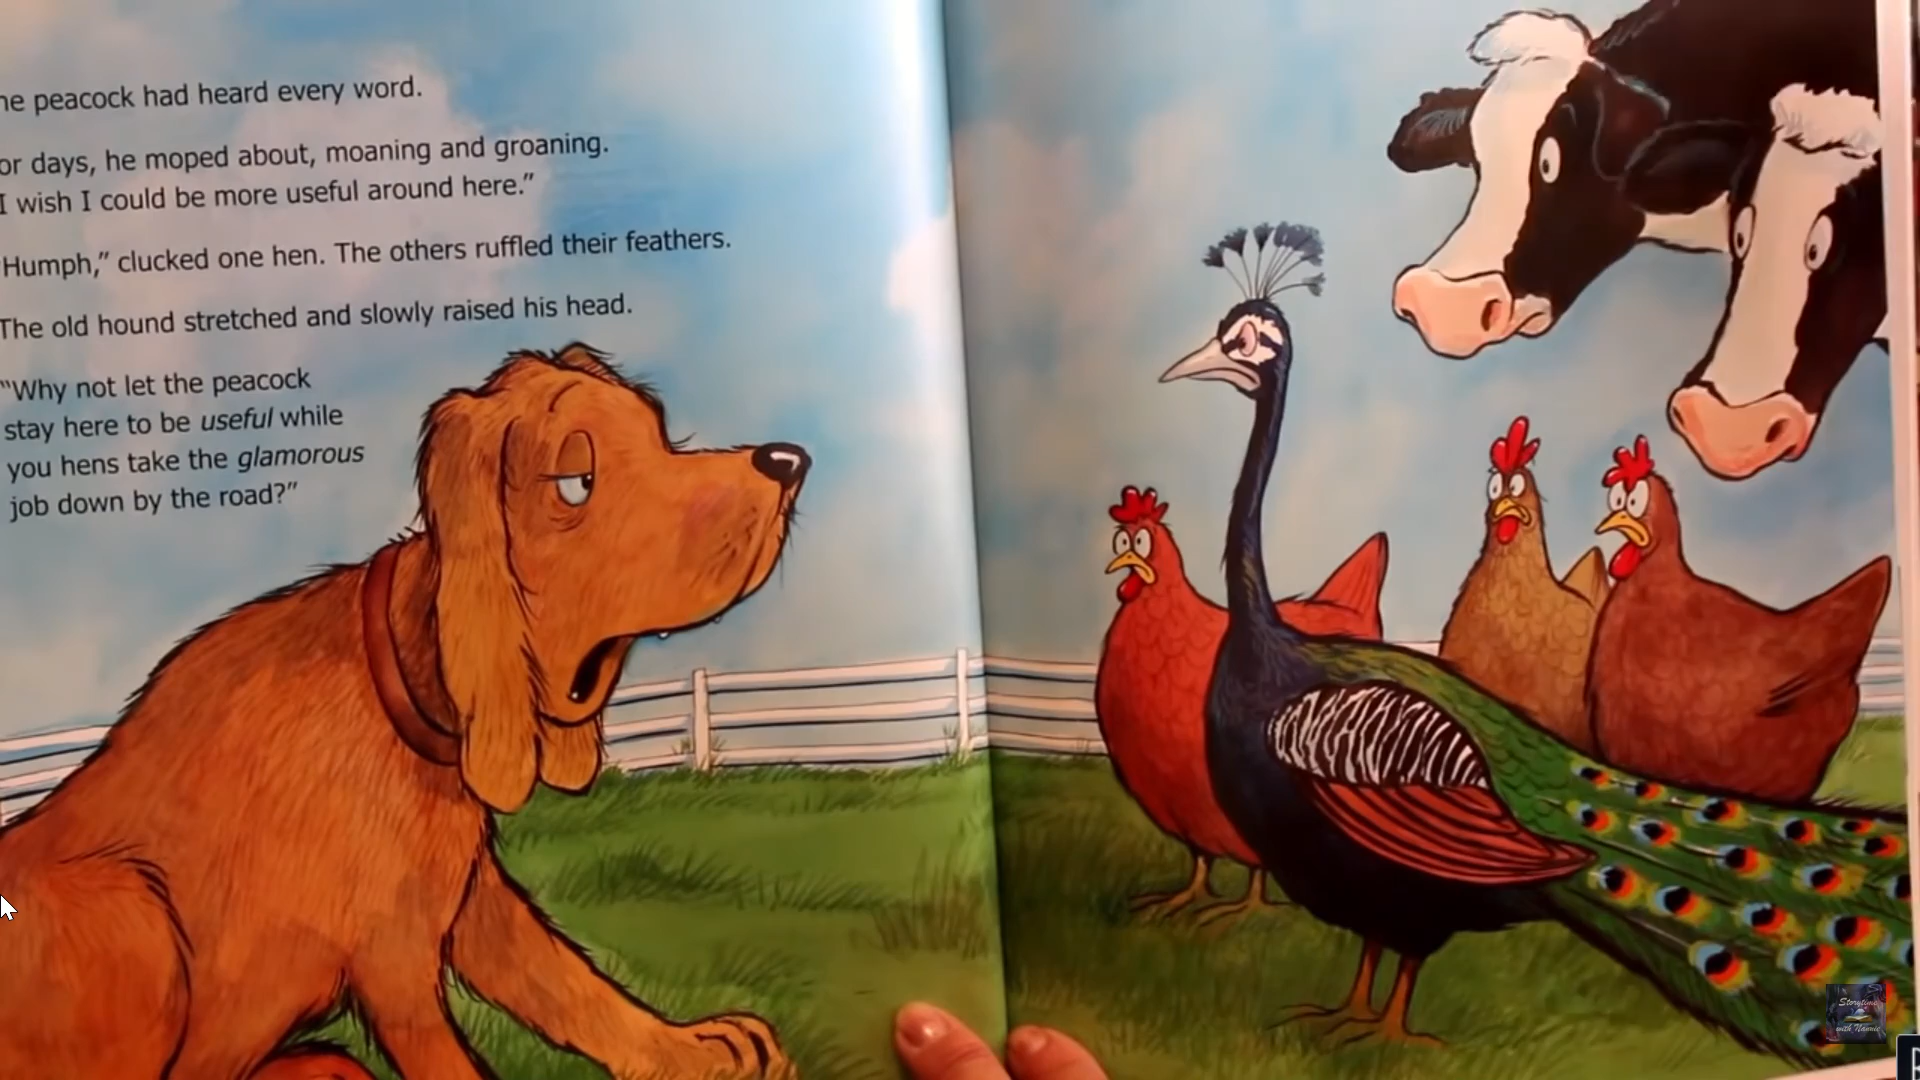 he peacock had heard every word.
or days, he moped about, moaning and groaning.
I wish I could be more useful around here.”
Humph,” clucked one hen. The others ruffled their feathers.
The old hound stretched and slowly raised his head.
“Why not let the peacock
stay here to be useful while
you hens take the glamorous
job down by the road?”
Storytime
with Nannie